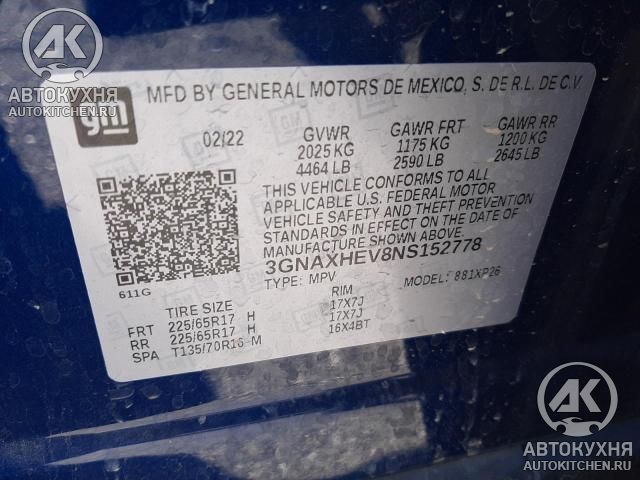 AK
АВТОКУХНЯ
AUTOKITCHEN.RU
gm
MFD BY GENERAL MOTORS DE MEXICO, S. DE R.L. DE C.V.
02/22 GVWR GAWR FRT GAWR RR
2025 KG 1175 KG 1200 KG
4464 LB 2590 LB 2645 LB
THIS VEHICLE CONFORMS TO ALL
APPLICABLE U.S. FEDERAL MOTOR
VEHICLE SAFETY AND THEFT PREVENTION
STANDARDS IN EFFECT ON THE DATE OF
MANUFACTURE SHOWN ABOVE.
3GNAXHEV8NS152778
TYPE: MPV MODEL: 881XP26
611G
TIRE SIZE RIM
FRT 225/65R17 H 17X7J
RR 225/65R17 H 17X7J
SPA T135/70R16 M 16X4BT
AK
АВТОКУХНЯ
AUTOKITCHEN.RU